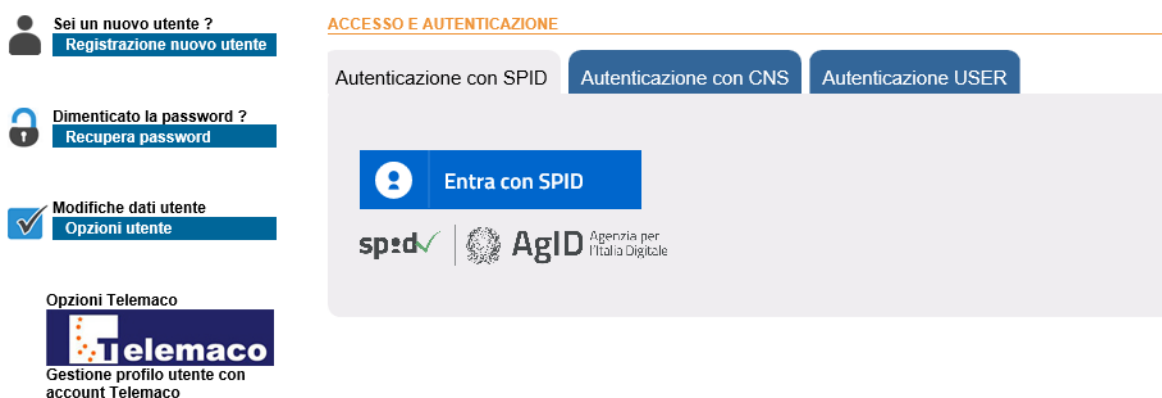 Sei un nuovo utente ?
Registrazione nuovo utente
Dimenticato la password ?
Recupera password
Modifiche dati utente
Opzioni utente
Opzioni Telemaco
Telemaco
Gestione profilo utente con
account Telemaco
ACCESSO E AUTENTICAZIONE
Autenticazione con SPID
Autenticazione con CNS
Autenticazione USER
Entra con SPID
sp:d
AgID
Agenzia per
l'Italia Digitale